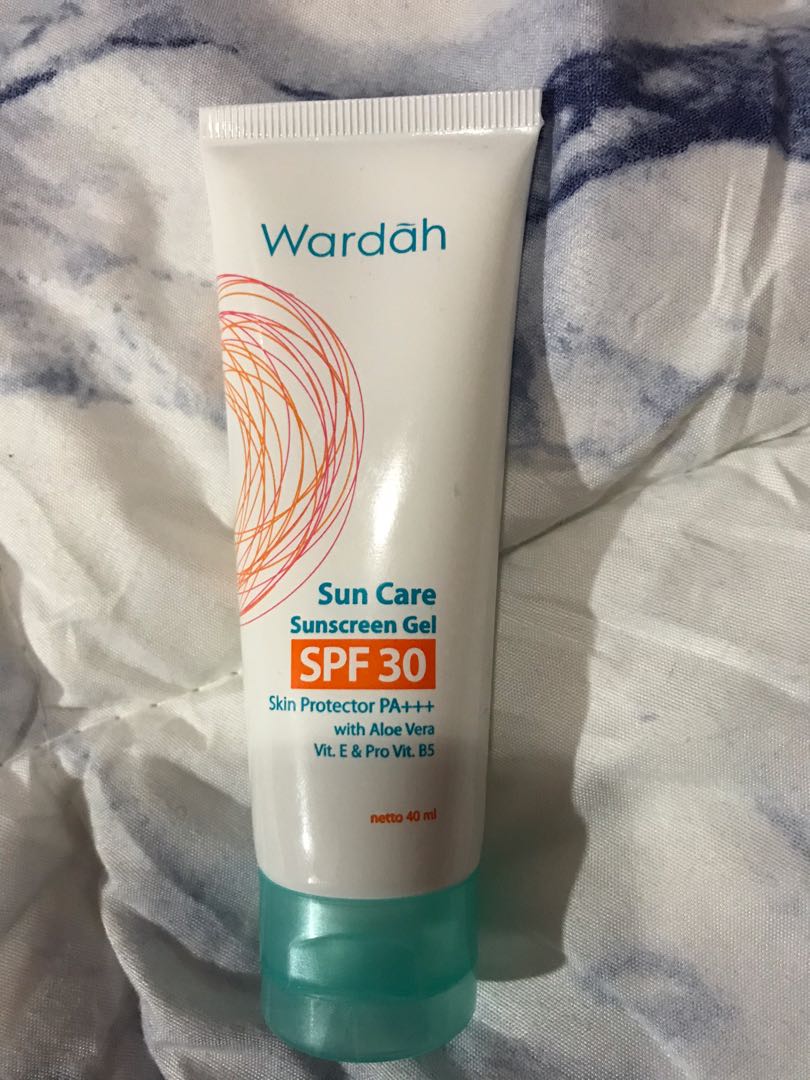 Wardāh
Sun Care
Sunscreen Gel
SPF 30
Skin Protector PA+++
with Aloe Vera
Vit. E & Pro Vit. B5
netto 40 ml